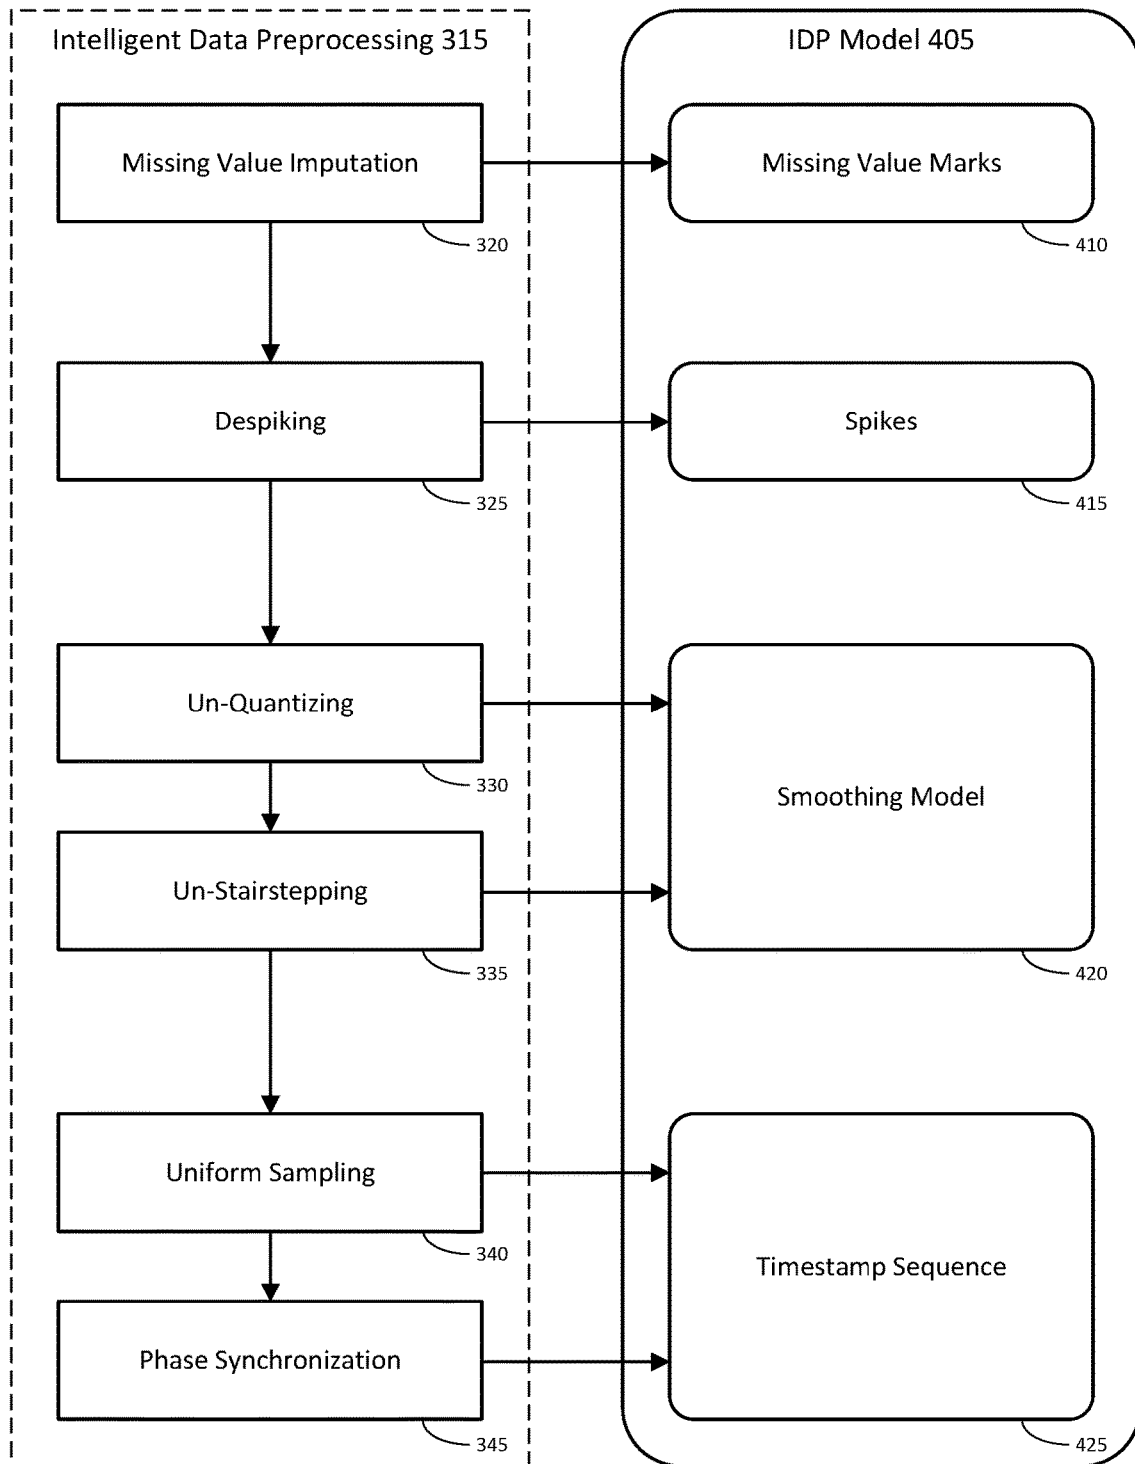 Intelligent Data Preprocessing 315
IDP Model 405
Missing Value Imputation
320
Missing Value Marks
410
Despiking
325
Spikes
415
Un-Quantizing
330
Un-Stairstepping
335
Smoothing Model
420
Uniform Sampling
340
Phase Synchronization
345
Timestamp Sequence
425